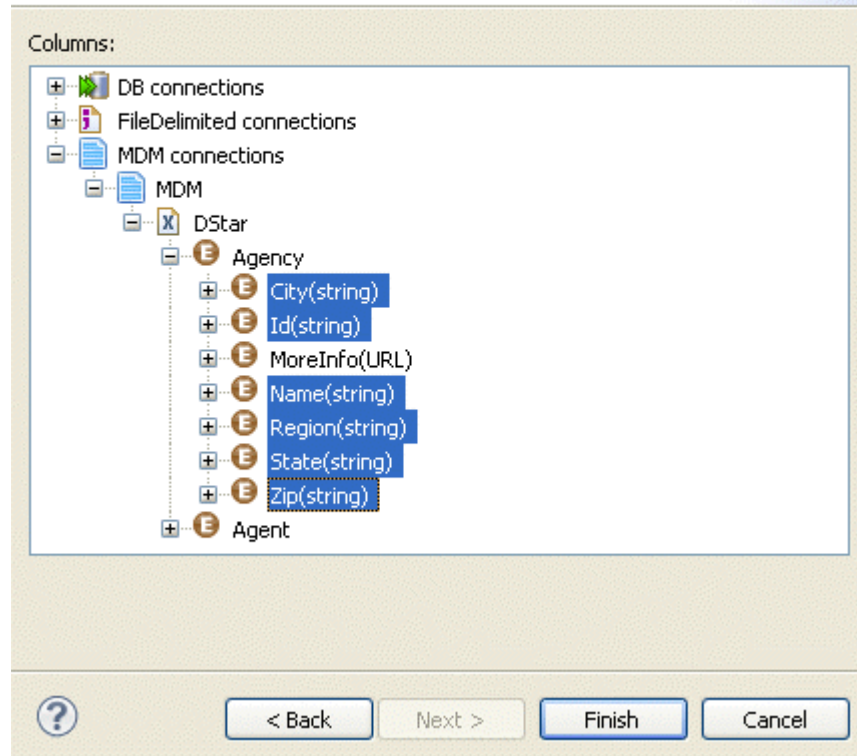 Columns:
DB connections
FileDelimited connections
MDM connections
MDM
DStar
Agency
City(string)
Id(string)
MoreInfo(URL)
Name(string)
Region(string)
State(string)
Zip(string)
Agent
< Back Next > Finish Cancel